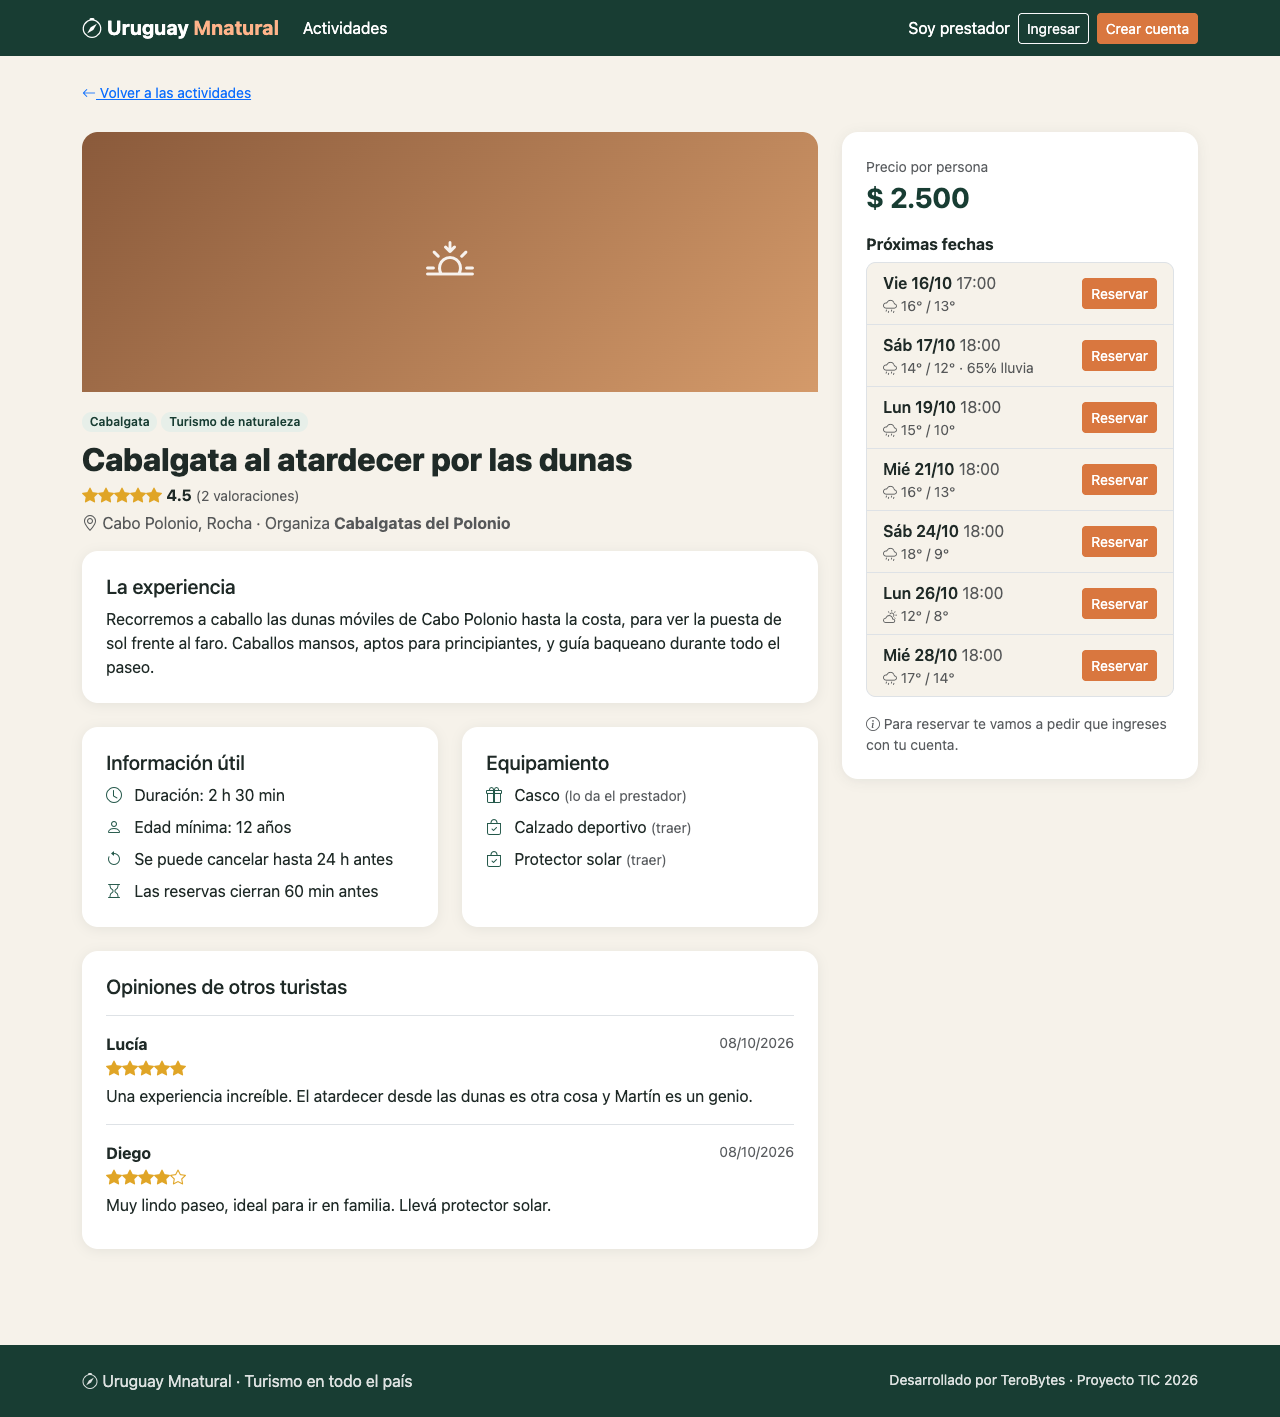 Uruguay Mnatural
Actividades
Soy prestador
Ingresar
Crear cuenta
← Volver a las actividades
Cabalgata
Turismo de naturaleza
Cabalgata al atardecer por las dunas
4.5 (2 valoraciones)
Cabo Polonio, Rocha · Organiza Cabalgatas del Polonio
La experiencia
Recorremos a caballo las dunas móviles de Cabo Polonio hasta la costa, para ver la puesta de
sol frente al faro. Caballos mansos, aptos para principiantes, y guía baqueano durante todo el
paseo.
Información útil
Duración: 2 h 30 min
Edad mínima: 12 años
Se puede cancelar hasta 24 h antes
Las reservas cierran 60 min antes
Equipamiento
Casco (lo da el prestador)
Calzado deportivo (traer)
Protector solar (traer)
Opiniones de otros turistas
Lucía
08/10/2026
Una experiencia increíble. El atardecer desde las dunas es otra cosa y Martín es un genio.
Diego
08/10/2026
Muy lindo paseo, ideal para ir en familia. Llevá protector solar.
Precio por persona
$ 2.500
Próximas fechas
Vie 16/10 17:00
16° / 13°
Reservar
Sáb 17/10 18:00
14° / 12° · 65% lluvia
Reservar
Lun 19/10 18:00
15° / 10°
Reservar
Mié 21/10 18:00
16° / 13°
Reservar
Sáb 24/10 18:00
18° / 9°
Reservar
Lun 26/10 18:00
12° / 8°
Reservar
Mié 28/10 18:00
17° / 14°
Reservar
Para reservar te vamos a pedir que ingreses
con tu cuenta.
Uruguay Mnatural · Turismo en todo el país
Desarrollado por TeroBytes · Proyecto TIC 2026